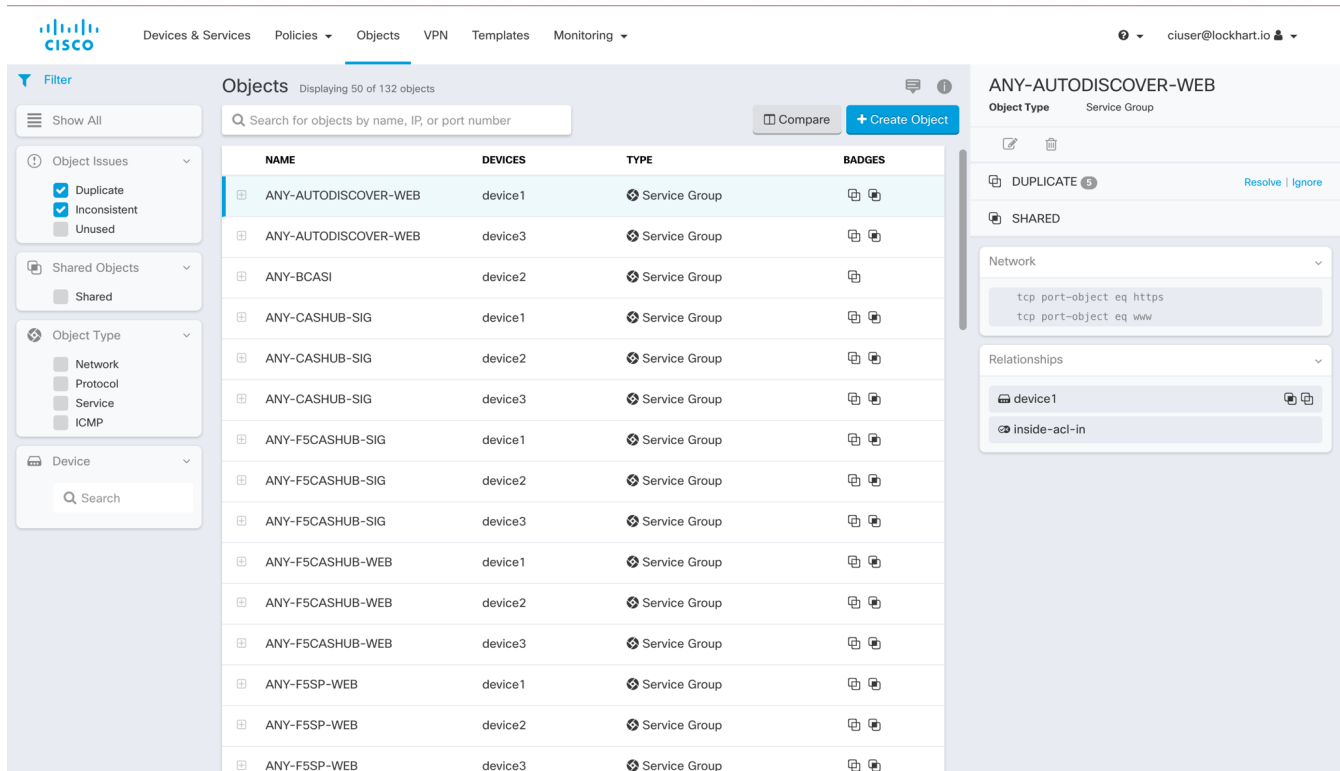 CISCO
Devices & Services Policies Objects VPN Templates Monitoring
ciuser@lockhart.io
Filter
Show All
Object Issues
Duplicate
Inconsistent
Unused
Shared Objects
Shared
Object Type
Network
Protocol
Service
ICMP
Device
Search
Objects Displaying 50 of 132 objects
Search for objects by name, IP, or port number
Compare
+ Create Object
NAME DEVICES TYPE BADGES
ANY-AUTODISCOVER-WEB device1 Service Group
ANY-AUTODISCOVER-WEB device3 Service Group
ANY-BCASI device2 Service Group
ANY-CASHUB-SIG device1 Service Group
ANY-CASHUB-SIG device2 Service Group
ANY-CASHUB-SIG device3 Service Group
ANY-F5CASHUB-SIG device1 Service Group
ANY-F5CASHUB-SIG device2 Service Group
ANY-F5CASHUB-SIG device3 Service Group
ANY-F5CASHUB-WEB device1 Service Group
ANY-F5CASHUB-WEB device2 Service Group
ANY-F5CASHUB-WEB device3 Service Group
ANY-F5SP-WEB device1 Service Group
ANY-F5SP-WEB device2 Service Group
ANY-F5SP-WEB device3 Service Group
ANY-AUTODISCOVER-WEB
Object Type Service Group
DUPLICATE 5 Resolve | Ignore
SHARED
Network
tcp port-object eq https
tcp port-object eq www
Relationships
device1
inside-acl-in